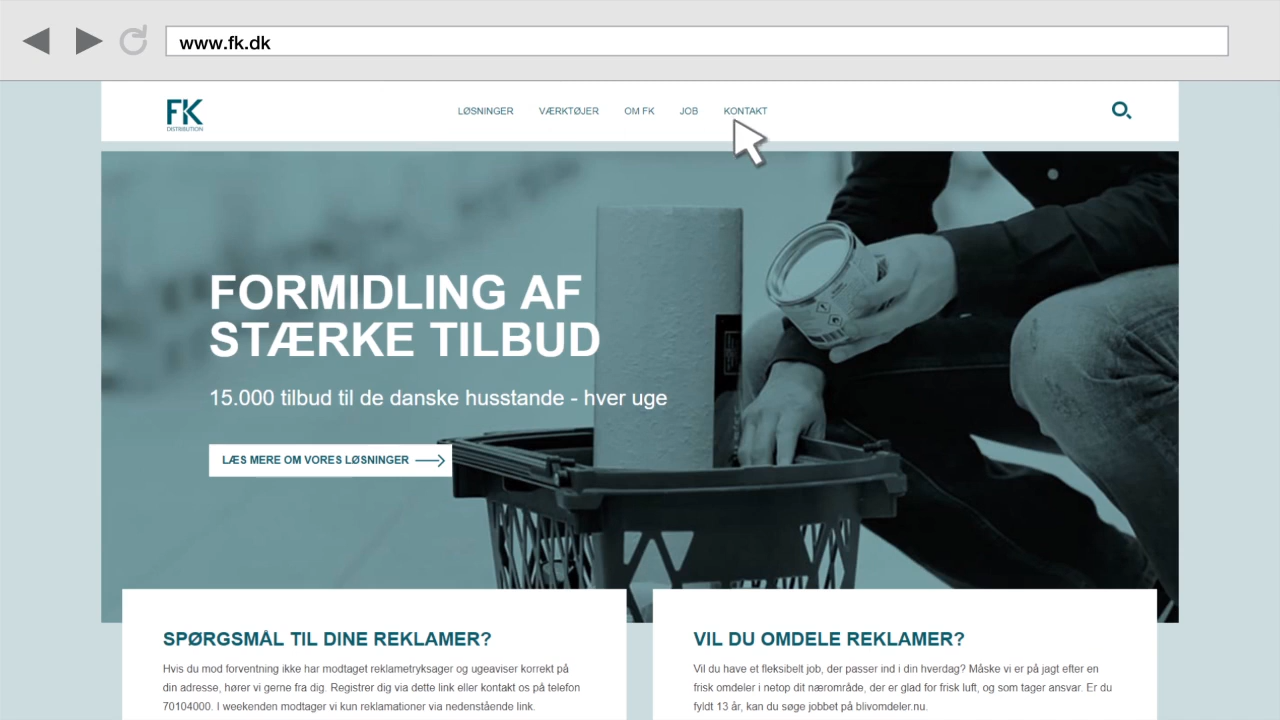 www.fk.dk
FK
DISTRIBUTION
LØSNINGER VÆRKTØJER OM FK JOB KONTAKT
FORMIDLING AF
STÆRKE TILBUD
15.000 tilbud til de danske husstande - hver uge
LÆS MERE OM VORES LØSNINGER
SPØRGSMÅL TIL DINE REKLAMER?
Hvis du mod forventning ikke har modtaget reklametryksager og ugeaviser korrekt på
din adresse, hører vi gerne fra dig. Registrer dig via dette link eller kontakt os på telefon
70104000. I weekenden modtager vi kun reklamationer via nedenstående link.
VIL DU OMDELE REKLAMER?
Vil du have et fleksibelt job, der passer ind i din hverdag? Måske vi er på jagt efter en
frisk omdeler i netop dit nærområde, der er glad for frisk luft, og som tager ansvar. Er du
fyldt 13 år, kan du søge jobbet på blivomdeler.nu.